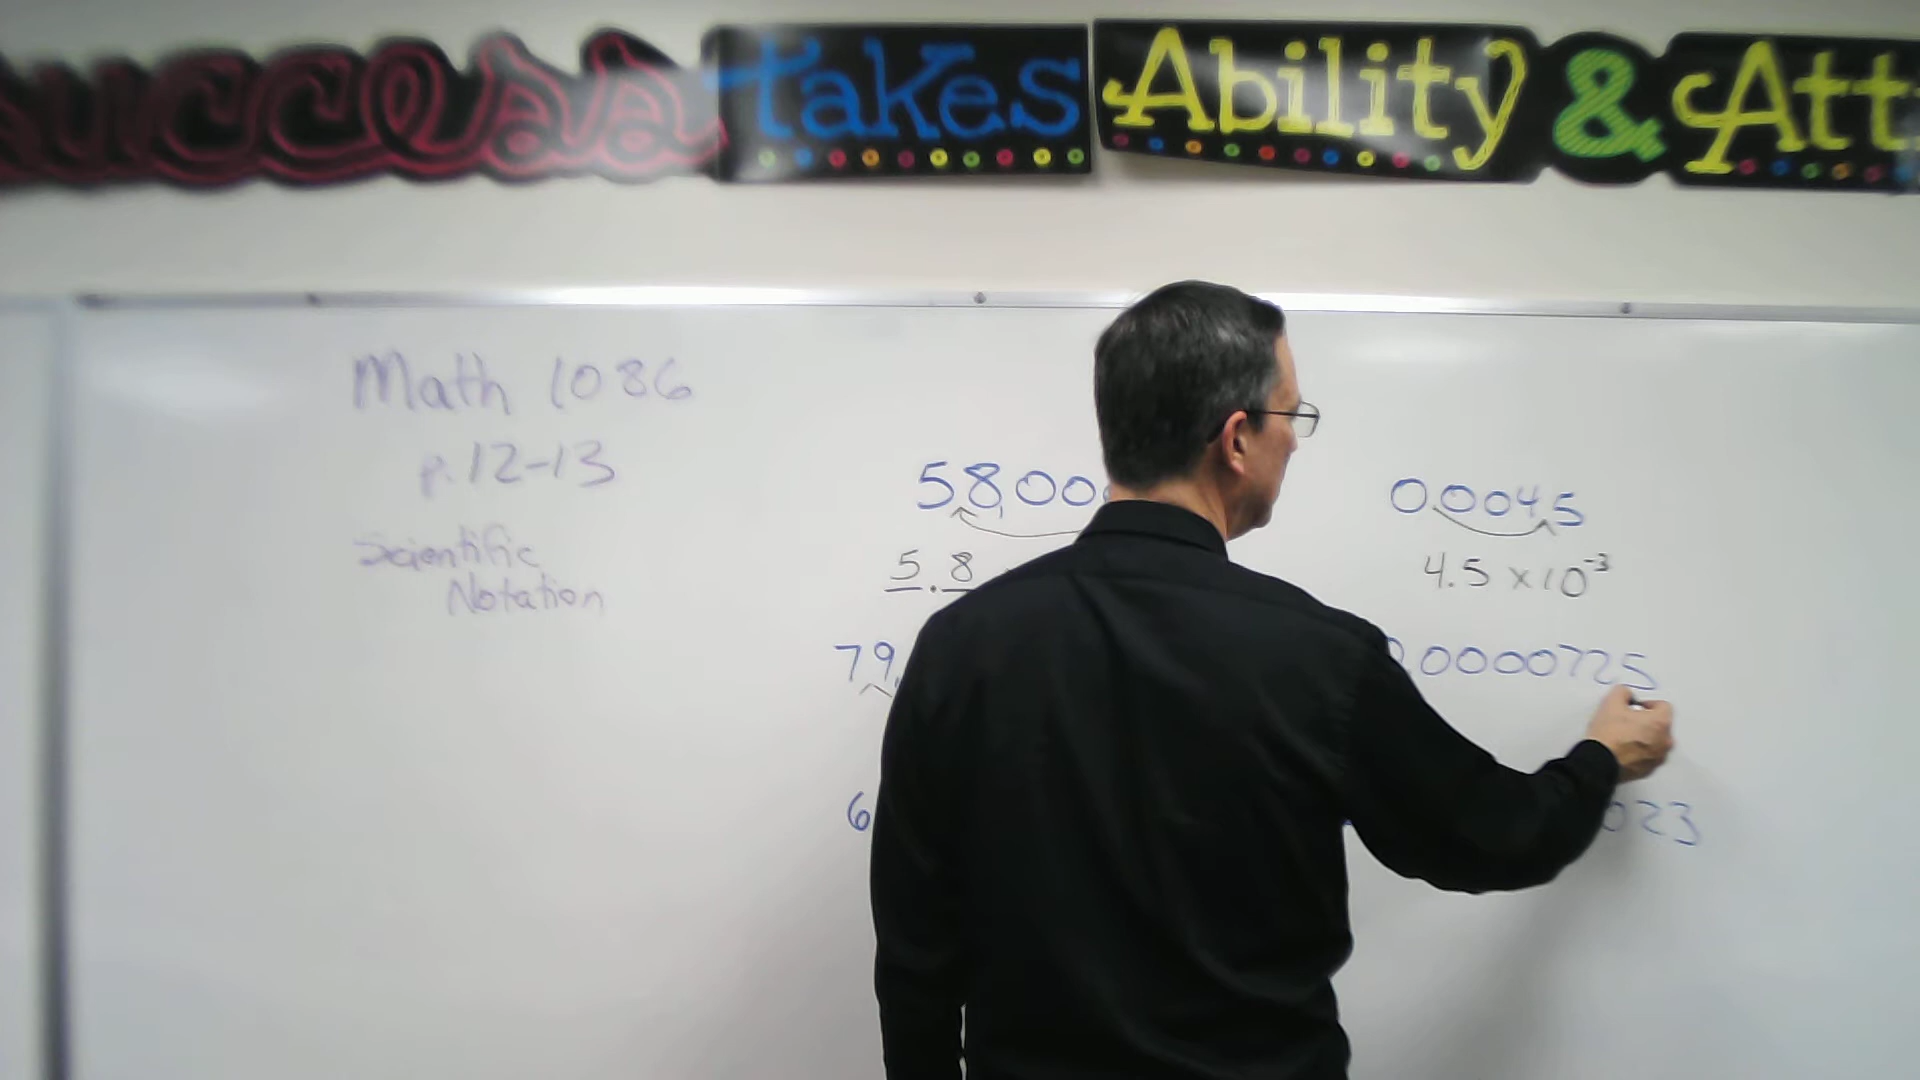 Success takes Ability & Att
Math 1086
p. 12-13
Scientific
Notation
5800
5.8
79,
6
0.0045
4.5 x 10⁻³
0.0000725
023